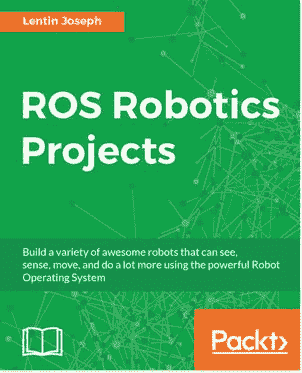 Lentin Joseph
ROS Robotics
Projects
Build a variety of awesome robots that can see,
sense, move, and do a lot more using the powerful Robot
Operating System
Packt>